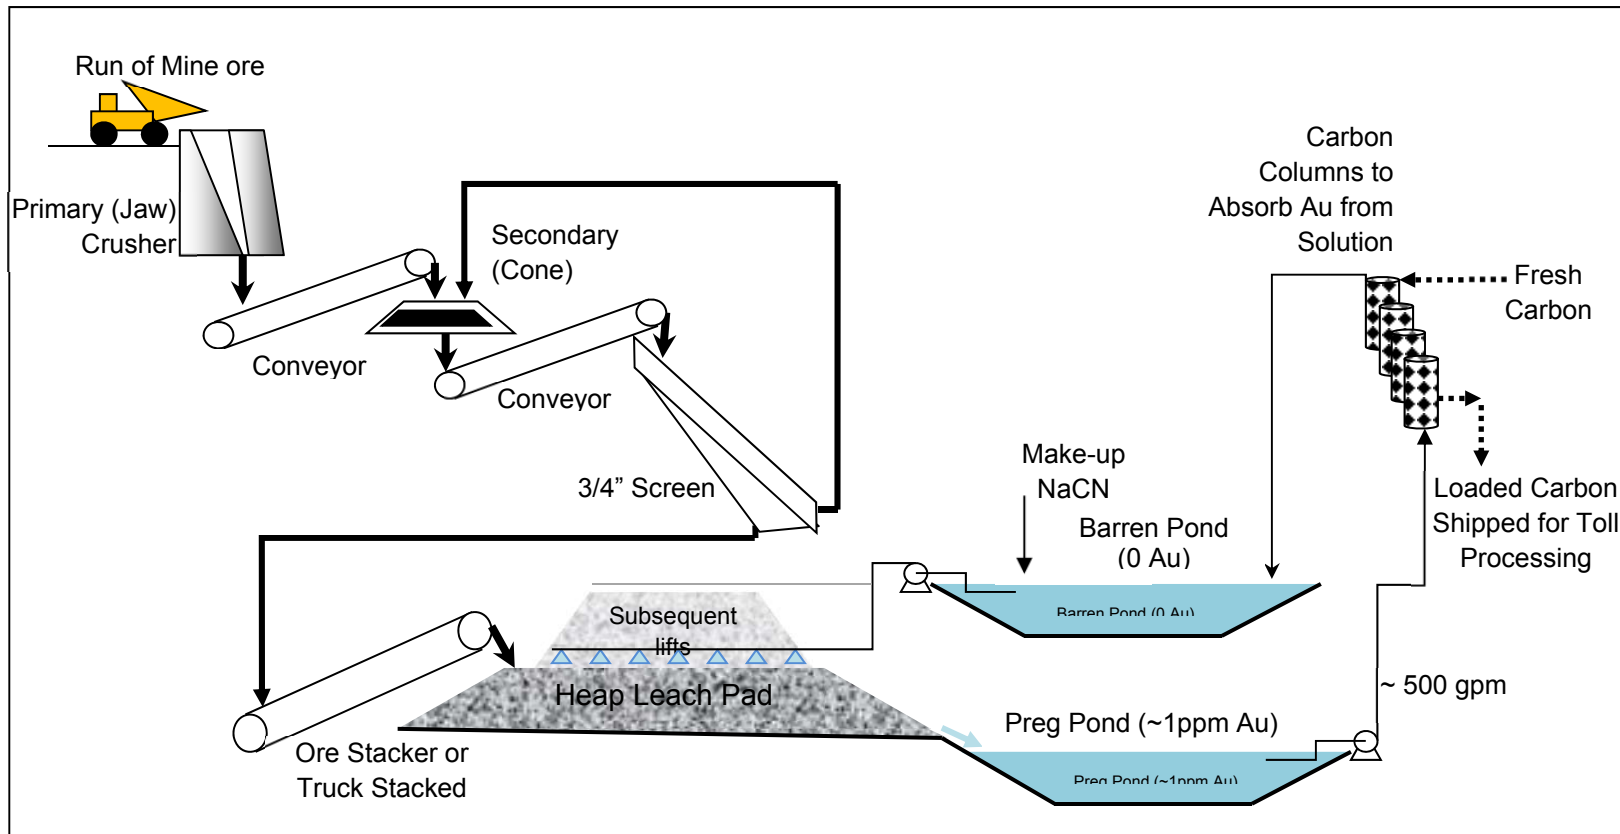 Run of Mine ore
Primary (Jaw)
Crusher
Conveyor
Secondary
(Cone)
Conveyor
3/4” Screen
Ore Stacker or
Truck Stacked
Subsequent
lifts
Heap Leach Pad
Make-up
NaCN
Barren Pond
(0 Au)
Barren Pond (0 Au)
Preg Pond (~1ppm Au)
Preg Pond (~1ppm Au)
~ 500 gpm
Carbon
Columns to
Absorb Au from
Solution
Fresh
Carbon
Loaded Carbon
Shipped for Toll
Processing